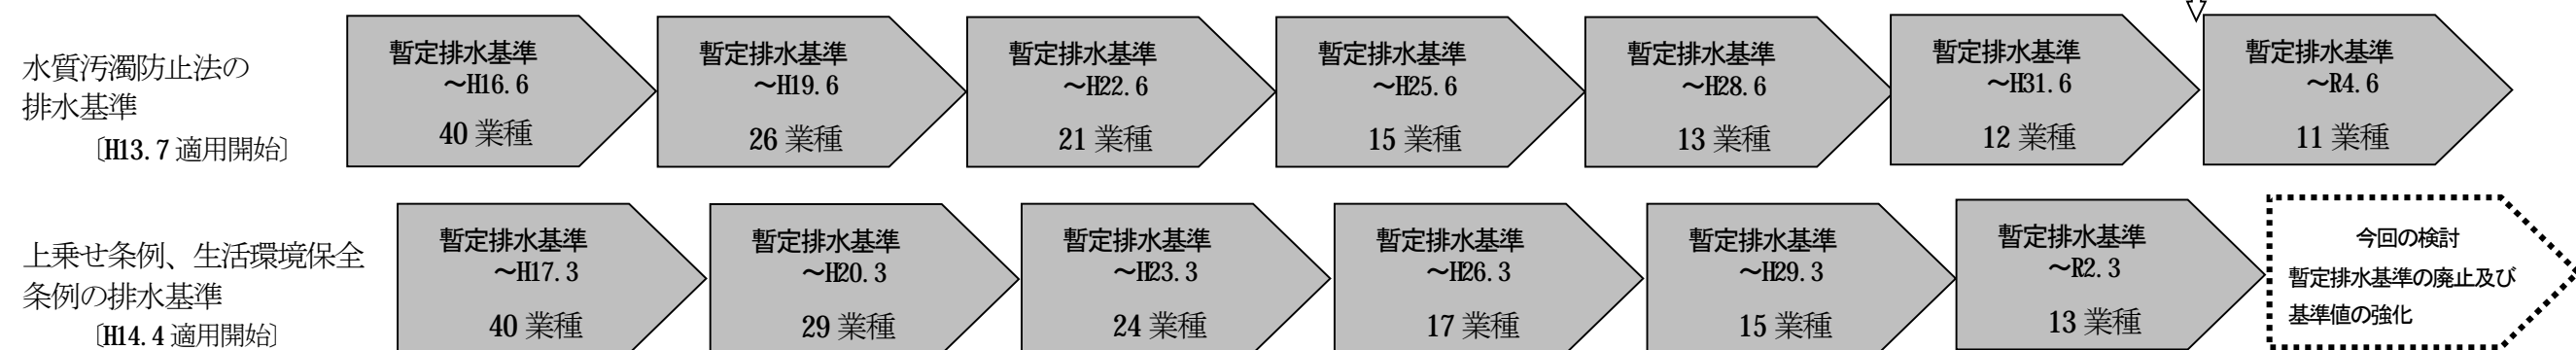 水質汚濁防止法の
排水基準
〔H13.7 適用開始〕
暫定排水基準
～H16.6
40 業種
暫定排水基準
～H19.6
26 業種
暫定排水基準
～H22.6
21 業種
暫定排水基準
～H25.6
15 業種
暫定排水基準
～H28.6
13 業種
暫定排水基準
～H31.6
12 業種
暫定排水基準
～R4.6
11 業種
上乗せ条例、生活環境保全
条例の排水基準
〔H14.4 適用開始〕
暫定排水基準
～H17.3
40 業種
暫定排水基準
～H20.3
29 業種
暫定排水基準
～H23.3
24 業種
暫定排水基準
～H26.3
17 業種
暫定排水基準
～H29.3
15 業種
暫定排水基準
～R2.3
13 業種
今回の検討
暫定排水基準の廃止及び
基準値の強化